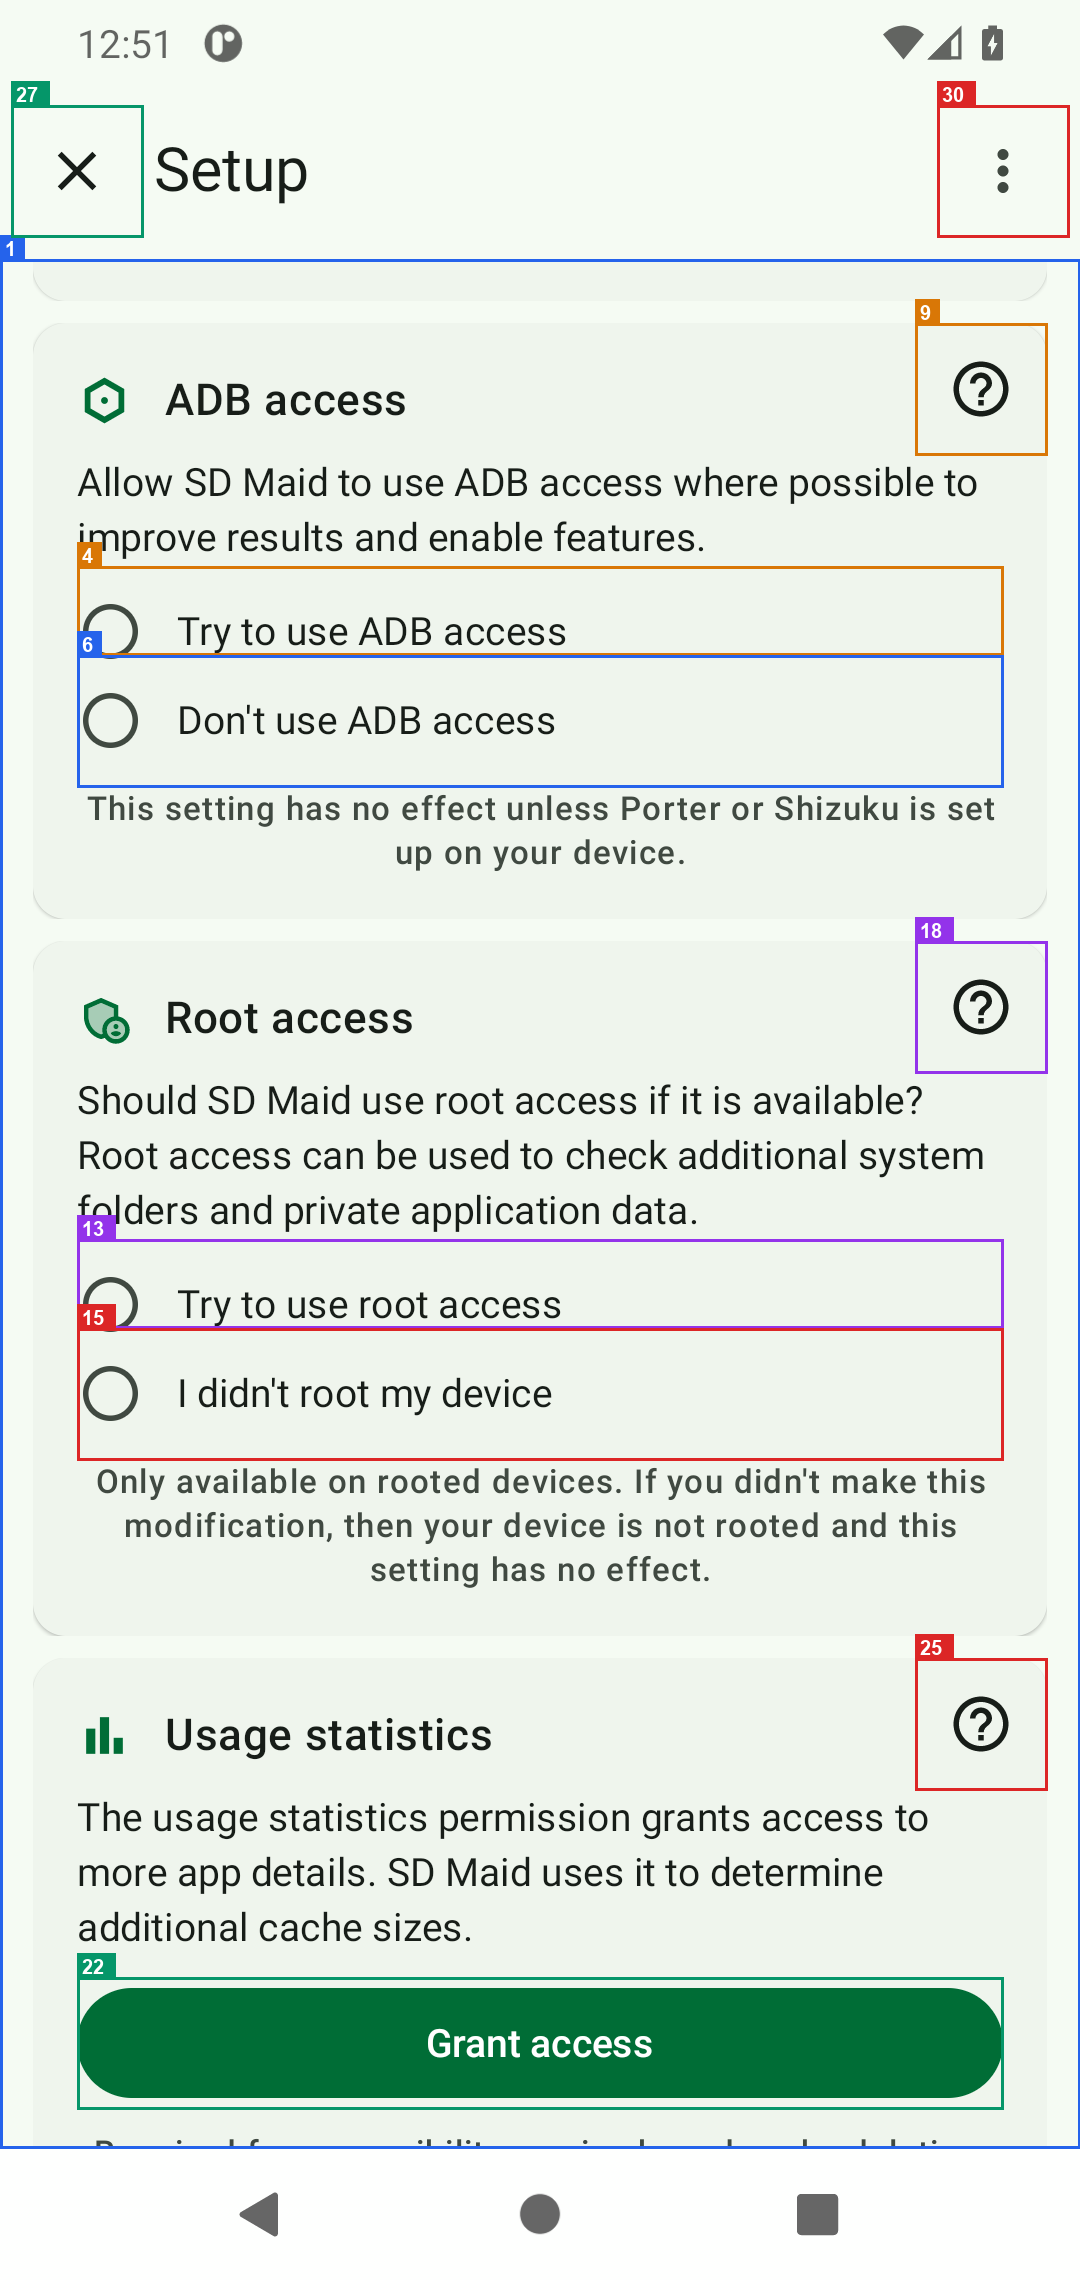 12:51
27
30
Setup
1
9
ADB access
Allow SD Maid to use ADB access where possible to
improve results and enable features.
4
Try to use ADB access
6
Don't use ADB access
This setting has no effect unless Porter or Shizuku is set
up on your device.
18
Root access
Should SD Maid use root access if it is available?
Root access can be used to check additional system
folders and private application data.
13
Try to use root access
15
I didn't root my device
Only available on rooted devices. If you didn't make this
modification, then your device is not rooted and this
setting has no effect.
25
Usage statistics
The usage statistics permission grants access to
more app details. SD Maid uses it to determine
additional cache sizes.
22
Grant access